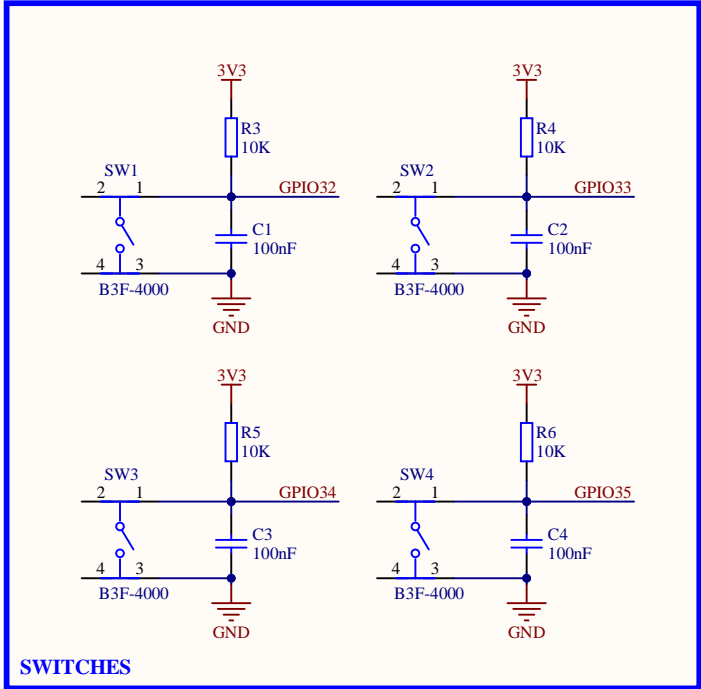 3V3
R3
10K
SW1
2 1
GPIO32
C1
100nF
4 3
B3F-4000
GND
3V3
R4
10K
SW2
2 1
GPIO33
C2
100nF
4 3
B3F-4000
GND
3V3
R5
10K
SW3
2 1
GPIO34
C3
100nF
4 3
B3F-4000
GND
3V3
R6
10K
SW4
2 1
GPIO35
C4
100nF
4 3
B3F-4000
GND
SWITCHES